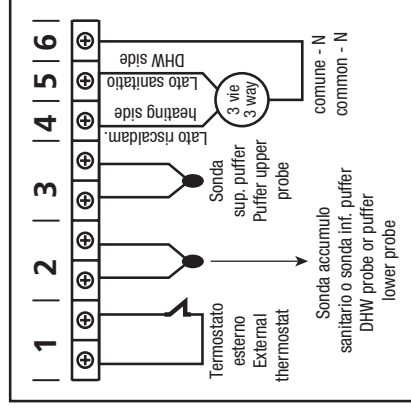 1
2
3
4
5
6
Termostato
esterno
External
thermostat
Sonda accumulo
sanitario o sonda inf. puffer
DHW probe or puffer
lower probe
Sonda
sup. puffer
Puffer upper
probe
Lato riscaldam.
heating side
Lato sanitatio
DHW side
3 vie
3 way
comune - N
common - N